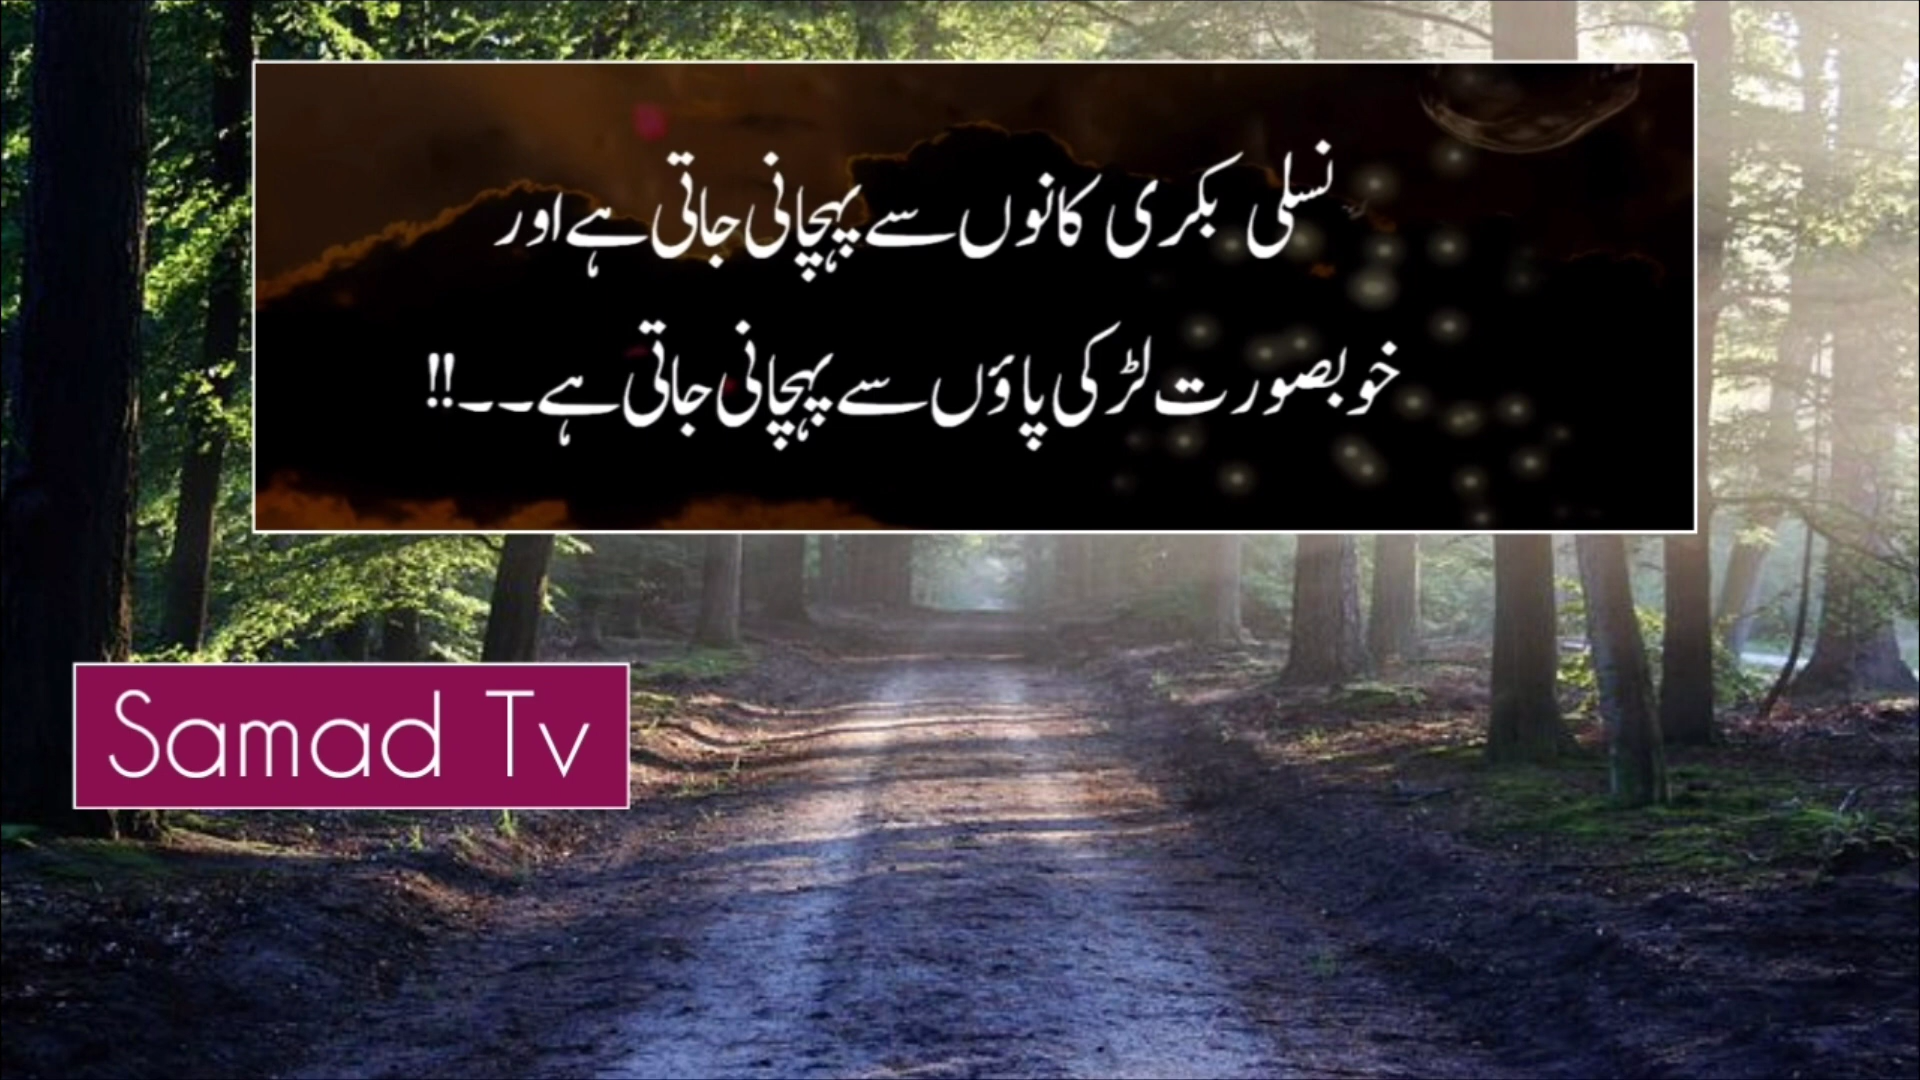 نسلی بکری کانوں سے پہچانی جاتی ہے اور
خوبصورت لڑکی پاؤں سے پہچانی جاتی ہے۔۔!!
Samad Tv